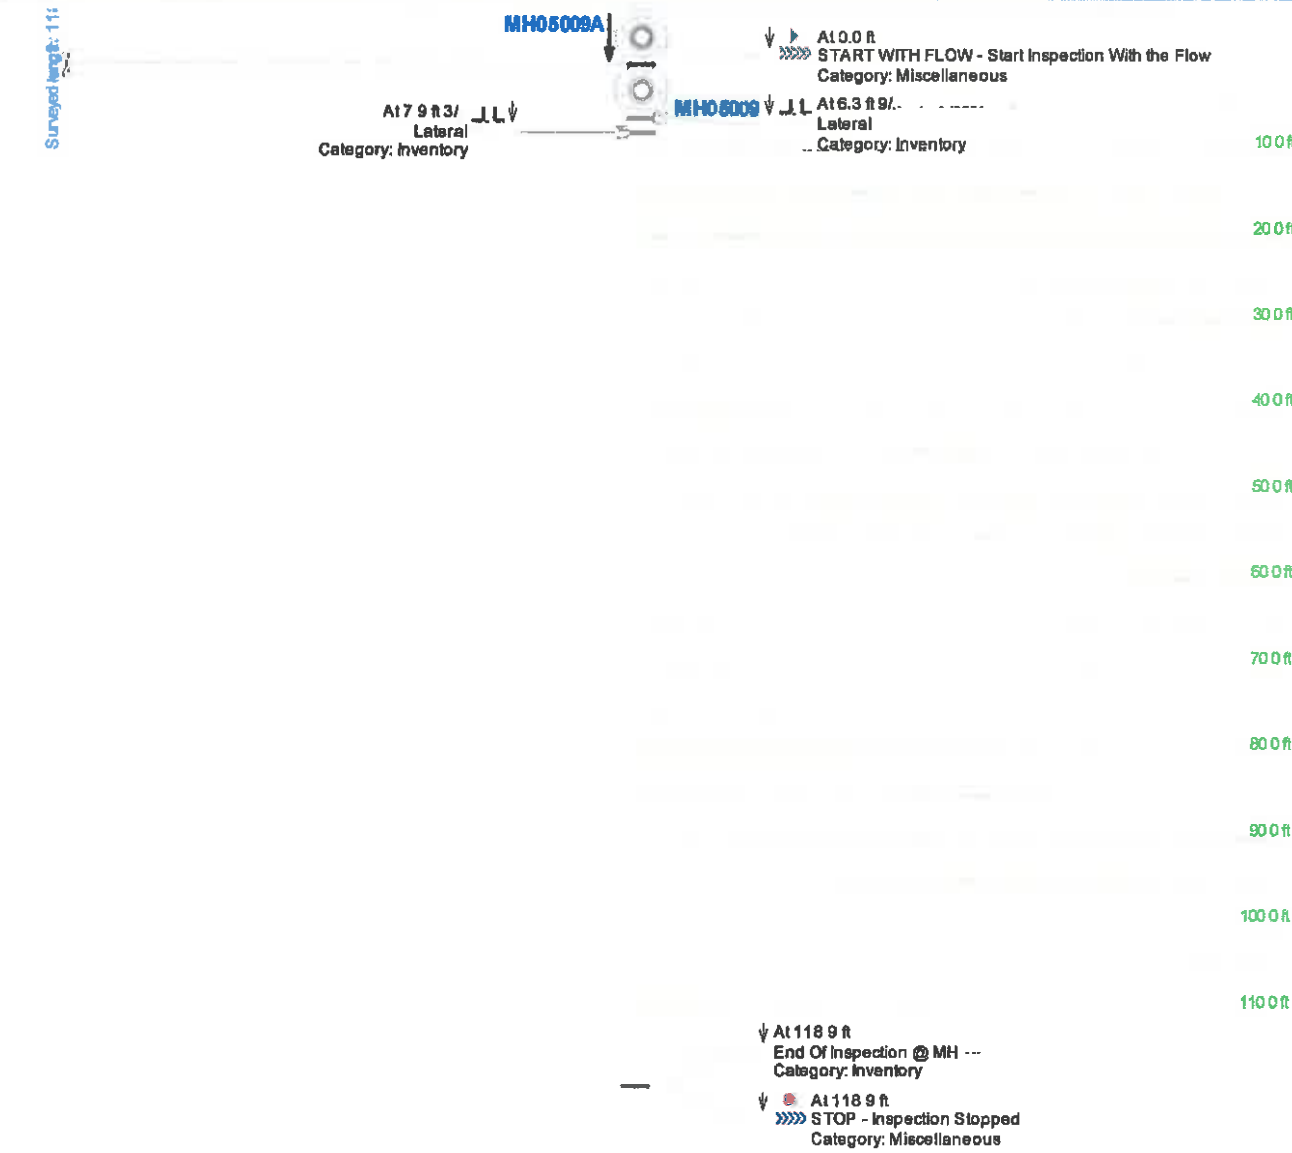 Surveyed length: 11
MH05009A
At 0.0 ft
START WITH FLOW - Start Inspection With the Flow
Category: Miscellaneous
At 7 9 ft 3/
Lateral
Category: Inventory
MH05009
At 6.3 ft 9/
Lateral
Category: Inventory
10 0 ft
20 0 ft
30 0 ft
40 0 ft
50 0 ft
60 0 ft
70 0 ft
80 0 ft
90 0 ft
100 0 ft
110 0 ft
At 118 9 ft
End Of Inspection @ MH ---
Category: Inventory
At 118 9 ft
STOP - Inspection Stopped
Category: Miscellaneous